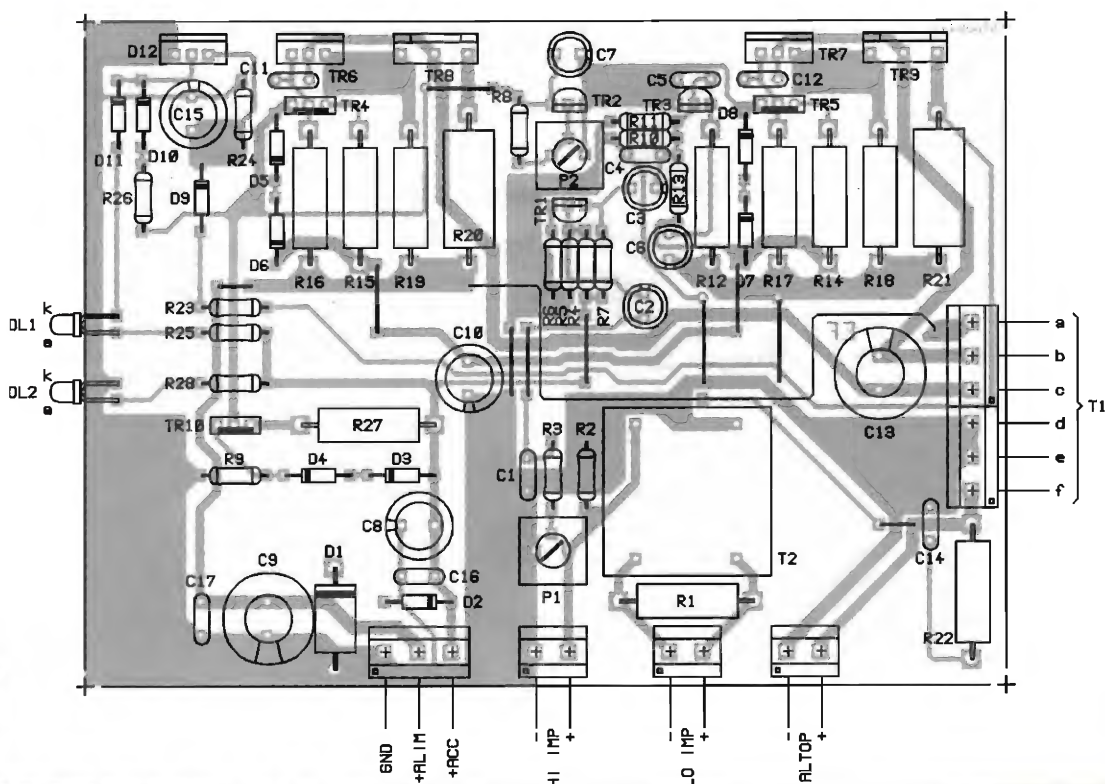 D12
TR6
TR8
C7
TR7
TR9
C11
C5
C12
C15
TR4
R8
TR2
TR3
D8
TR5
R11
R10
D11
D10
R24
P2
C4
R26
D9
D5
R13
TR1
C3
R20
C6
D6
R16
R15
R19
R12
D7
R17
R14
R18
R21
R23
R6
R5
R4
R7
C2
k
DL1
R25
C10
a
b
c
d
e
f
T1
k
DL2
R28
C13
TR10
R27
R3
R2
R9
D4
D3
C1
C8
C14
D1
T2
C17
C9
C16
D2
P1
R1
R22
GND
+ALIM
+ACC
-
HI IMP
+
-
LO IMP
+
-
ALTOP
+